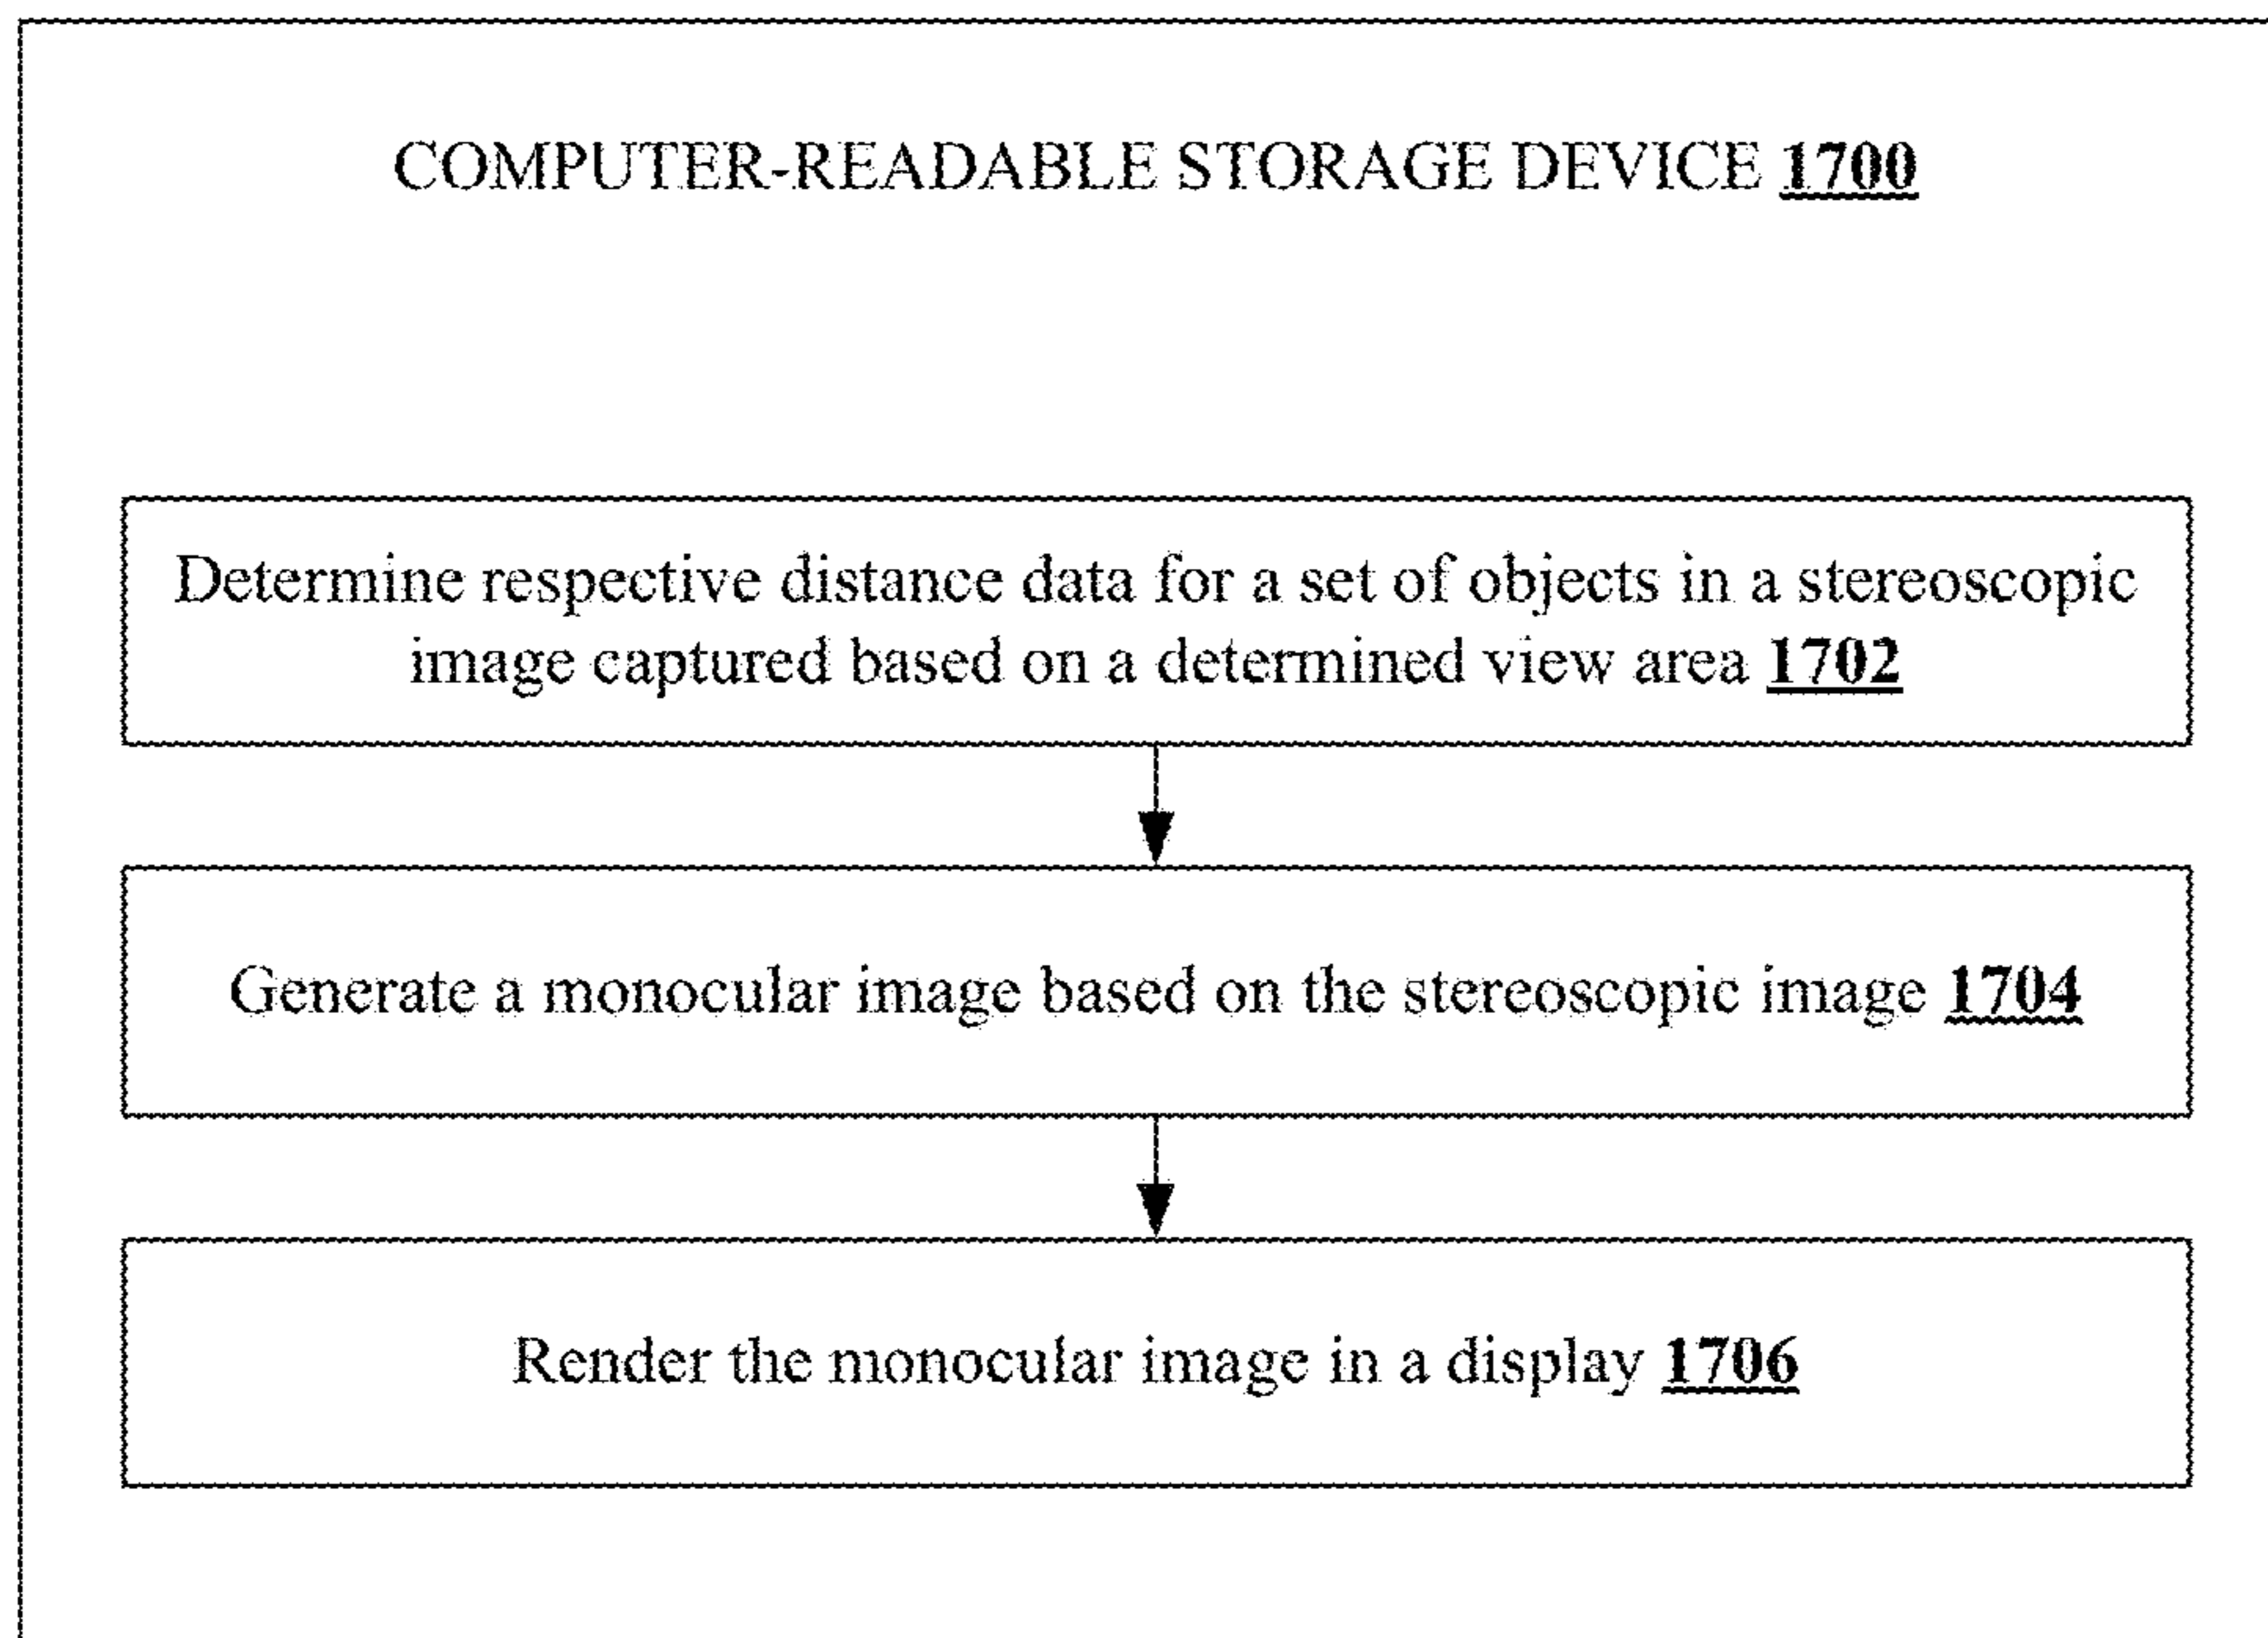 COMPUTER-READABLE STORAGE DEVICE 1700
Determine respective distance data for a set of objects in a stereoscopic
image captured based on a determined view area 1702
Generate a monocular image based on the stereoscopic image 1704
Render the monocular image in a display 1706